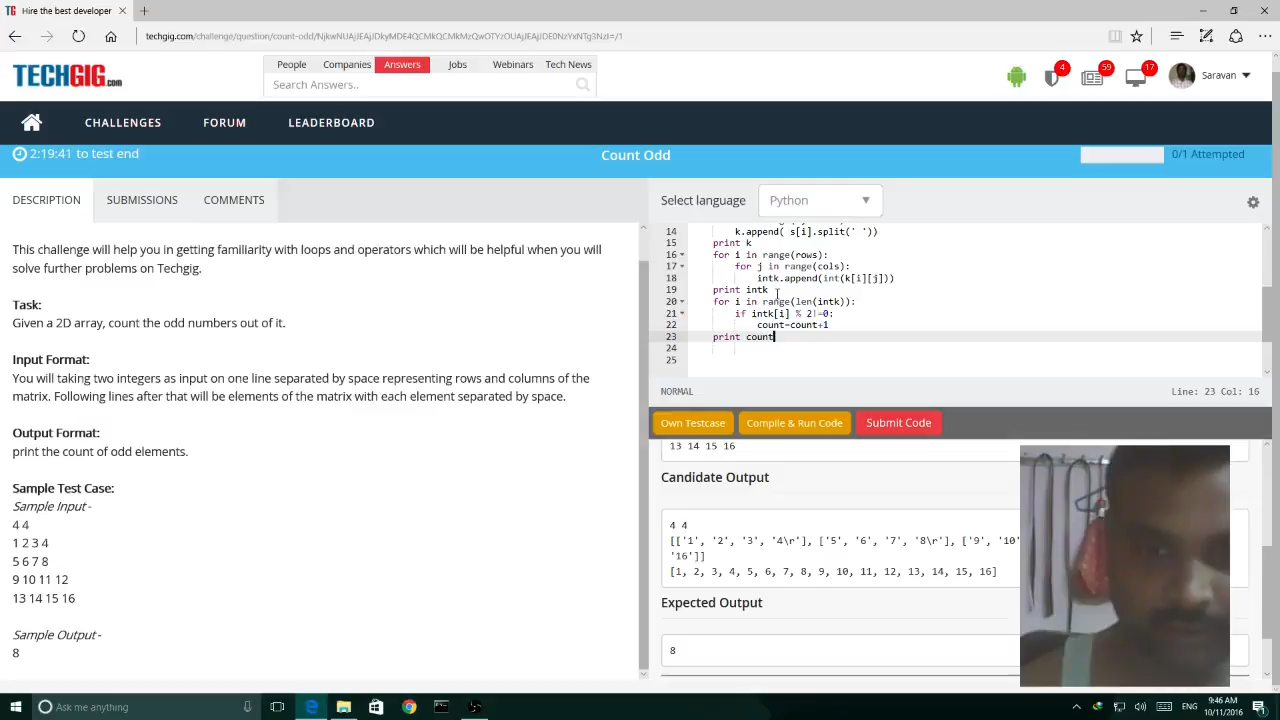 TG Hire the best developer
techgig.com/challenge/question/count-odd/
TECHGIG.com
People Companies Answers Jobs Webinars Tech News
Search Answers..
4 59 17 Saravan
CHALLENGES FORUM LEADERBOARD
2:19:41 to test end
Count Odd
0/1 Attempted
DESCRIPTION SUBMISSIONS COMMENTS
This challenge will help you in getting familiarity with loops and operators which will be helpful when you will
solve further problems on Techgig.
Task:
Given a 2D array, count the odd numbers out of it.
Input Format:
You will taking two integers as input on one line separated by space representing rows and columns of the
matrix. Following lines after that will be elements of the matrix with each element separated by space.
Output Format:
print the count of odd elements.
Sample Test Case:
Sample Input -
4 4
1 2 3 4
5 6 7 8
9 10 11 12
13 14 15 16
Sample Output -
8
Select language Python
14 k.append( s[i].split(' '))
15 print k
16 for i in range(rows):
17 for j in range(cols):
18 intk.append(int(k[i][j]))
19 print intk
20 for i in range(len(intk)):
21 if intk[i] % 2!=0:
22 count=count+1
23 print count
24
25
NORMAL Line: 23 Col: 16
Own Testcase Compile & Run Code Submit Code
13 14 15 16
Candidate Output
4 4
[['1', '2', '3', '4\r'], ['5', '6', '7', '8\r'], ['9', '10'
'16']]
[1, 2, 3, 4, 5, 6, 7, 8, 9, 10, 11, 12, 13, 14, 15, 16]
Expected Output
8
Ask me anything
ENG
9:46 AM
10/11/2016